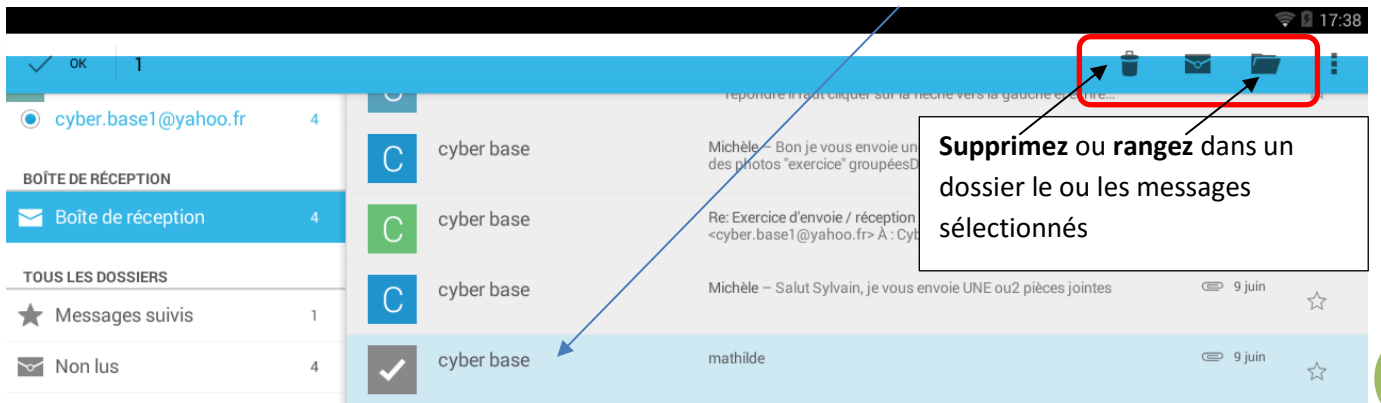 17:38
OK 1
cyber.base1@yahoo.fr 4
BOÎTE DE RÉCEPTION
Boîte de réception 4
TOUS LES DOSSIERS
Messages suivis 1
Non lus 4
répondre il faut cliquer sur la flèche vers la gauche
C cyber base Michèle – Bon je vous envoie un
des photos "exercice" groupéesD
C cyber base Re: Exercice d'envoie / réception
<cyber.base1@yahoo.fr> À : Cyb
C cyber base Michèle – Salut Sylvain, je vous envoie UNE ou2 pièces jointes 9 juin
cyber base mathilde 9 juin
Supprimez ou rangez dans un
dossier le ou les messages
sélectionnés